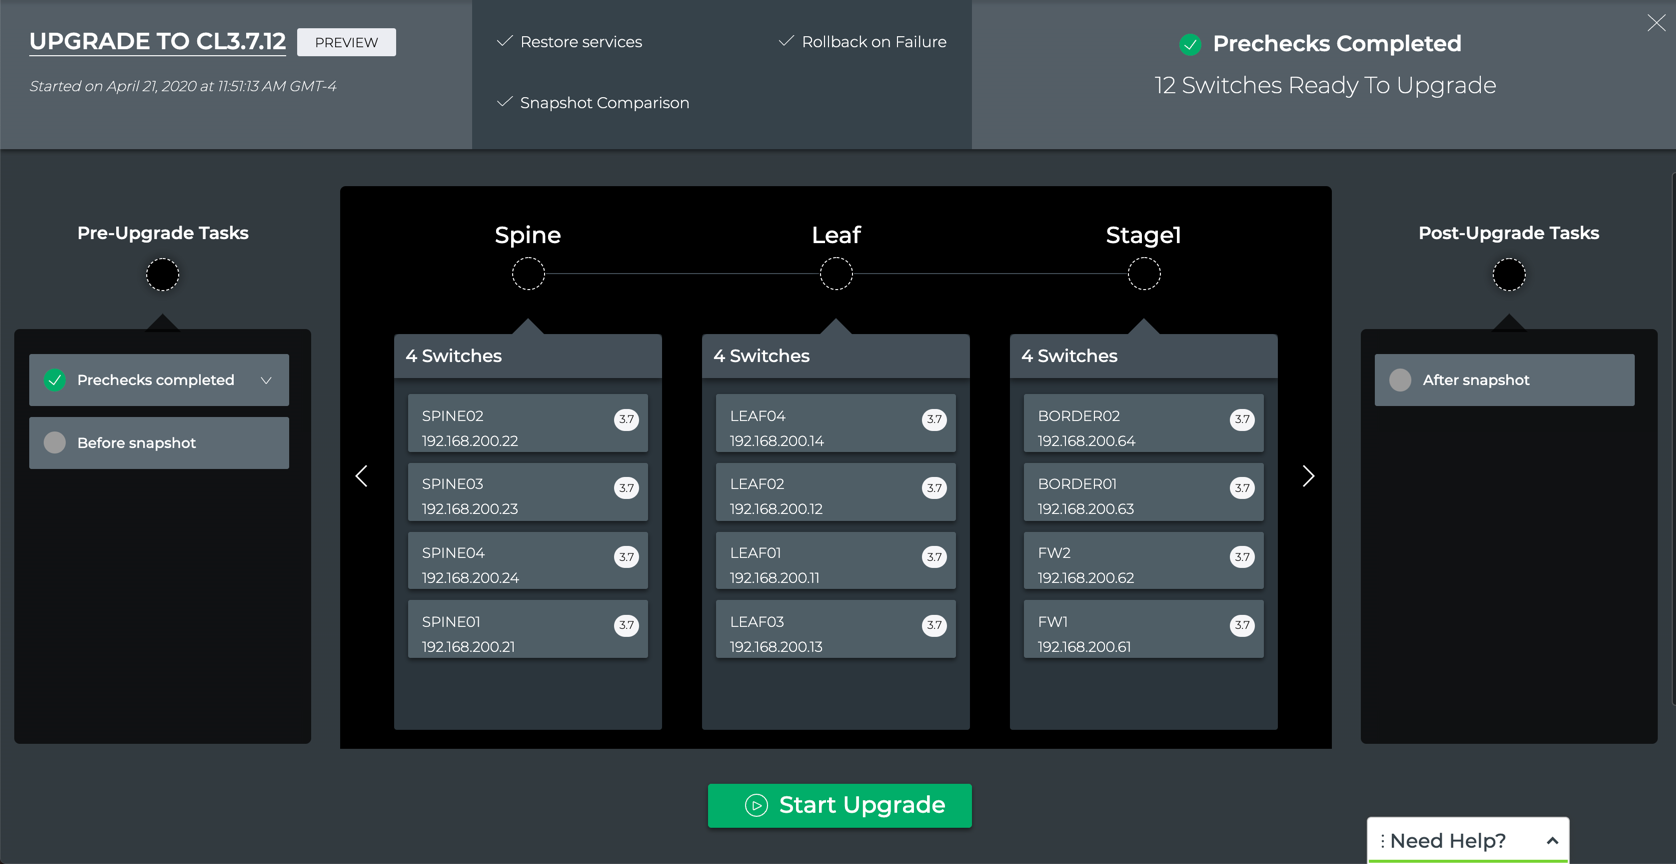 UPGRADE TO CL3.7.12
PREVIEW
Started on April 21, 2020 at 11:51:13 AM GMT-4
Restore services
Rollback on Failure
Snapshot Comparison
Prechecks Completed
12 Switches Ready To Upgrade
Pre-Upgrade Tasks
Prechecks completed
Before snapshot
Spine
4 Switches
SPINE02
3.7
192.168.200.22
SPINE03
3.7
192.168.200.23
SPINE04
3.7
192.168.200.24
SPINE01
3.7
192.168.200.21
Leaf
4 Switches
LEAF04
3.7
192.168.200.14
LEAF02
3.7
192.168.200.12
LEAF01
3.7
192.168.200.11
LEAF03
3.7
192.168.200.13
Stage1
4 Switches
BORDER02
3.7
192.168.200.64
BORDER01
3.7
192.168.200.63
FW2
3.7
192.168.200.62
FW1
3.7
192.168.200.61
Post-Upgrade Tasks
After snapshot
Start Upgrade
Need Help?